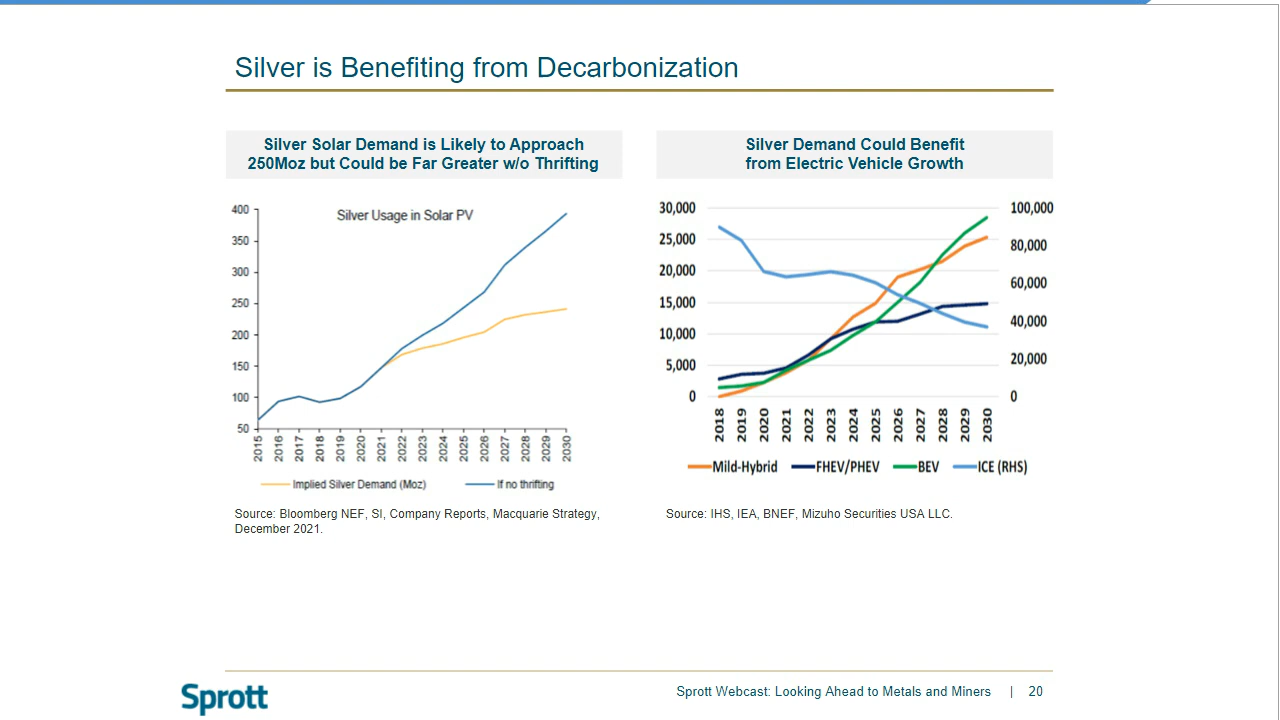 Silver is Benefiting from Decarbonization
Silver Solar Demand is Likely to Approach
250Moz but Could be Far Greater w/o Thrifting
Silver Usage in Solar PV
400
350
300
250
200
150
100
50
2015
2016
2017
2018
2019
2020
2021
2022
2023
2024
2025
2026
2027
2028
2029
2030
Implied Silver Demand (Moz)
If no thrifting
Source: Bloomberg NEF, SI, Company Reports, Macquarie Strategy,
December 2021.
Silver Demand Could Benefit
from Electric Vehicle Growth
30,000
25,000
20,000
15,000
10,000
5,000
0
100,000
80,000
60,000
40,000
20,000
0
2018
2019
2020
2021
2022
2023
2024
2025
2026
2027
2028
2029
2030
Mild-Hybrid
FHEV/PHEV
BEV
ICE (RHS)
Source: IHS, IEA, BNEF, Mizuho Securities USA LLC.
Sprott
Sprott Webcast: Looking Ahead to Metals and Miners | 20